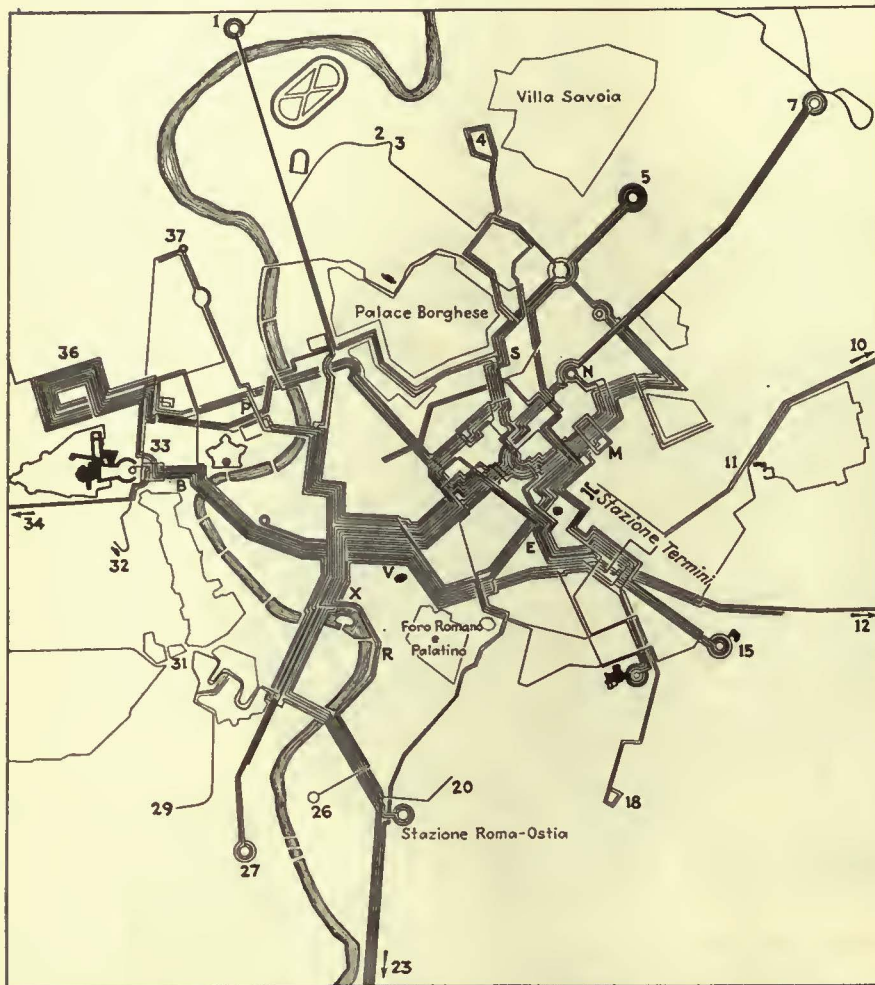 1
Villa Savoia
7
2
3
4
5
37
Palace Borghese
36
10
S
N
P
M
11
33
B
Stazione Termini
34
E
32
V
X
Foro Romano
e
Palatino
12
R
15
31
29
20
26
18
Stazione Roma-Ostia
27
23